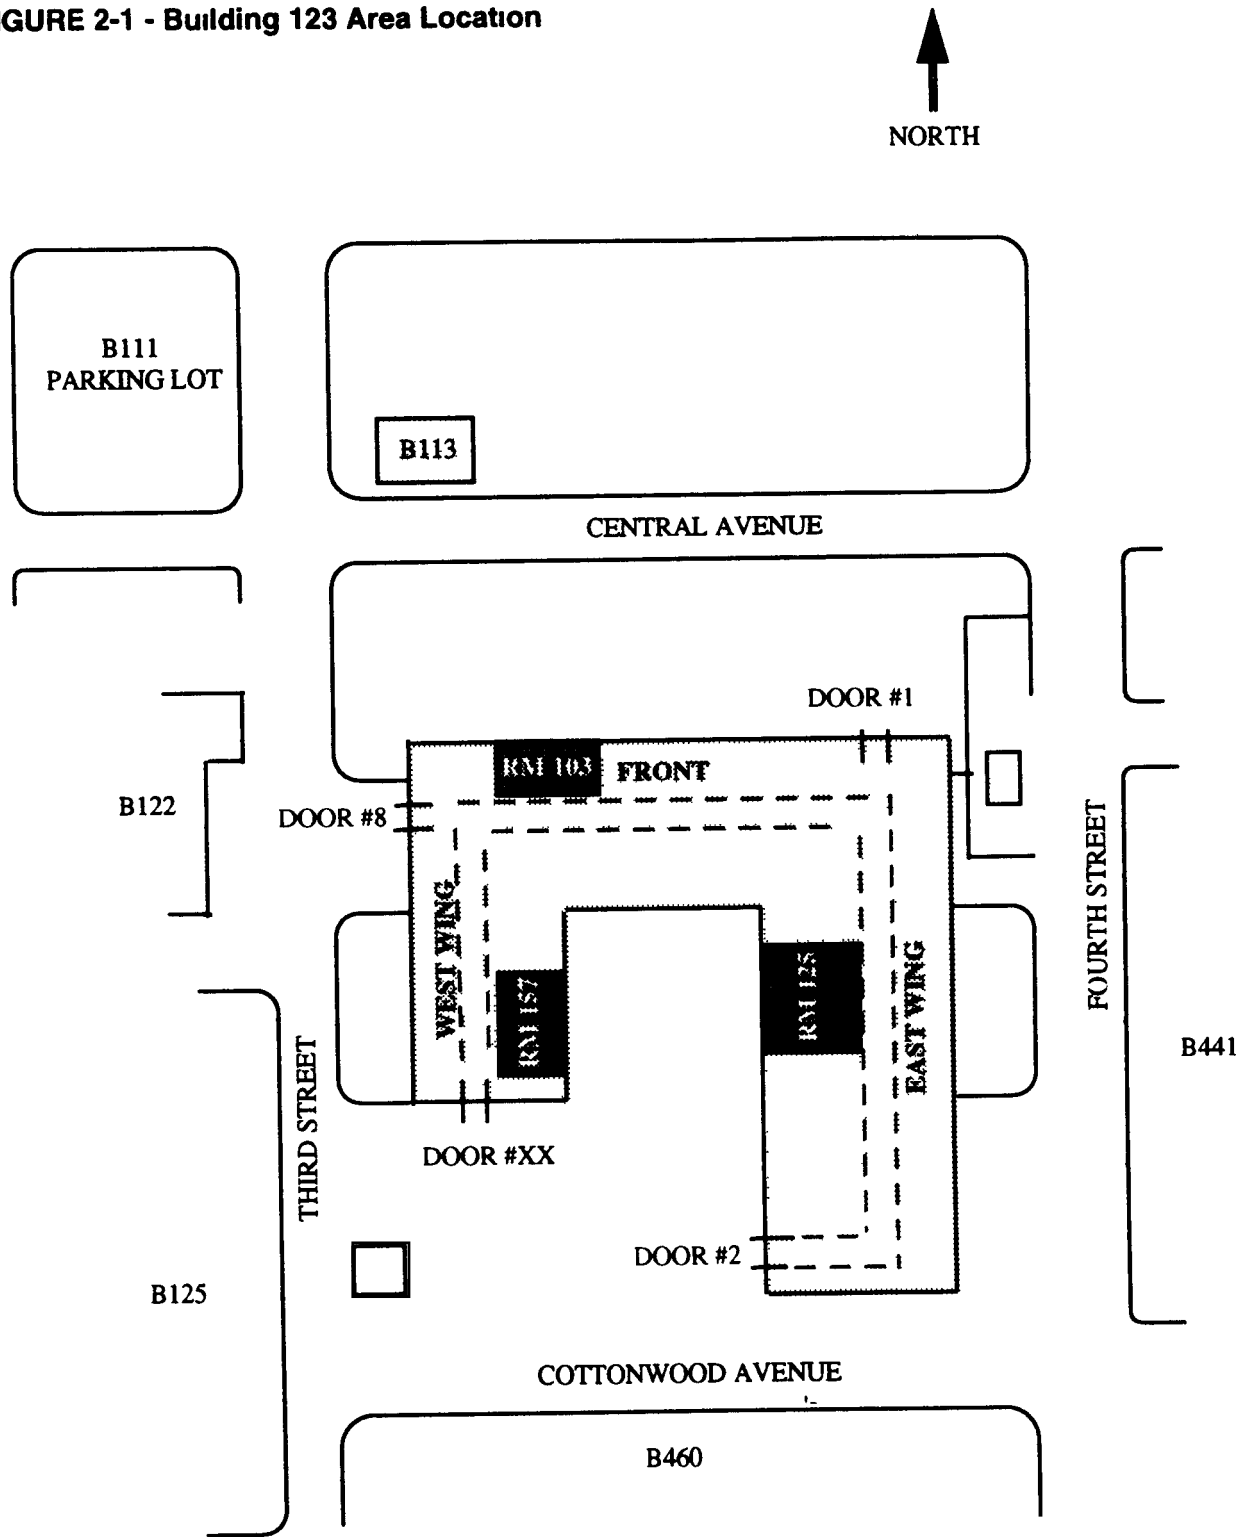 IGURE 2-1 - Building 123 Area Location
NORTH
B111
PARKING LOT
B113
CENTRAL AVENUE
DOOR #1
RM 103
FRONT
B122
DOOR #8
WEST WING
RM 157
RM 125
EAST WING
FOURTH STREET
B441
THIRD STREET
DOOR #XX
DOOR #2
B125
COTTONWOOD AVENUE
B460